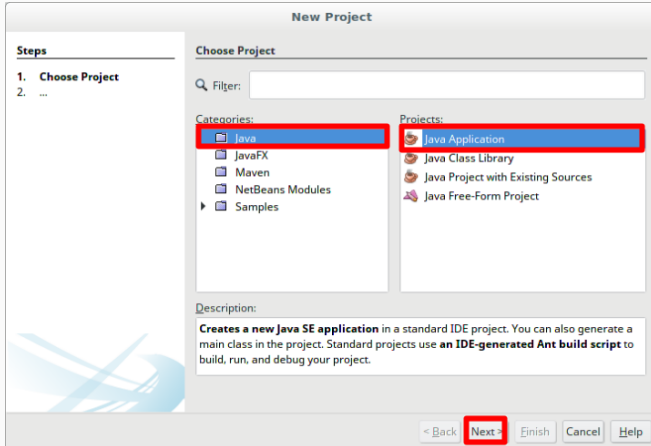 New Project
Steps
1. Choose Project
2. ...
Choose Project
Filter:
Categories:
Java
JavaFX
Maven
NetBeans Modules
Samples
Projects:
Java Application
Java Class Library
Java Project with Existing Sources
Java Free-Form Project
Description:
Creates a new Java SE application in a standard IDE project. You can also generate a
main class in the project. Standard projects use an IDE-generated Ant build script to
build, run, and debug your project.
< Back Next > Finish Cancel Help